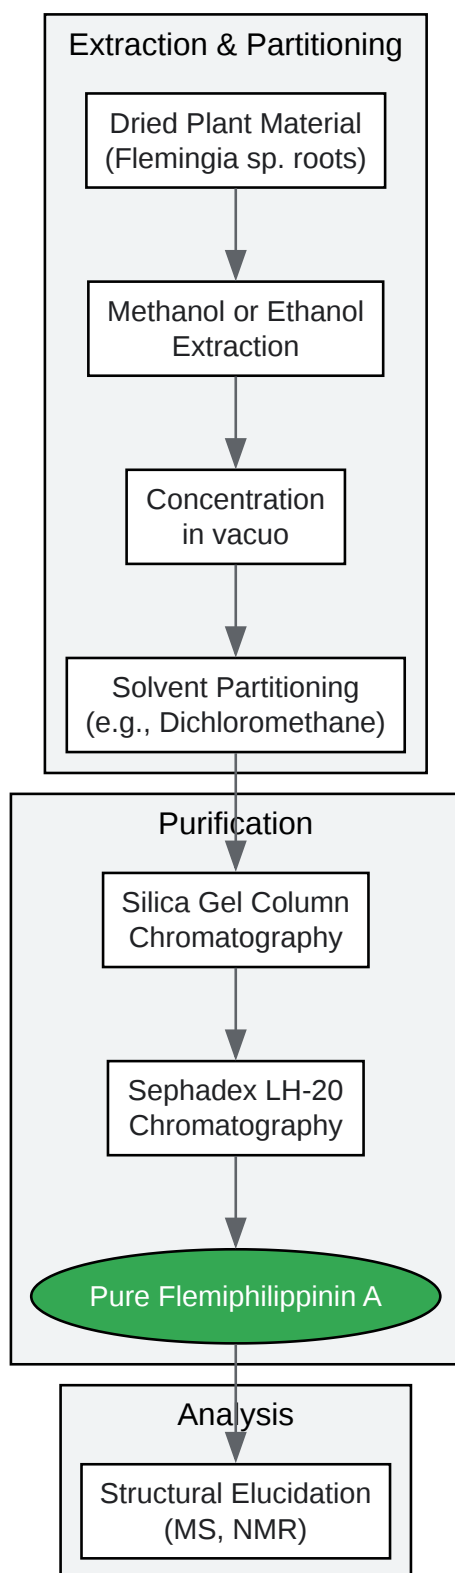 Extraction & Partitioning
Dried Plant Material
(Flemingia sp. roots)
Methanol or Ethanol
Extraction
Concentration
in vacuo
Solvent Partitioning
(e.g., Dichloromethane)
Purification
Silica Gel Column
Chromatography
Sephadex LH-20
Chromatography
Pure Flemiphilippinin A
Analysis
Structural Elucidation
(MS, NMR)